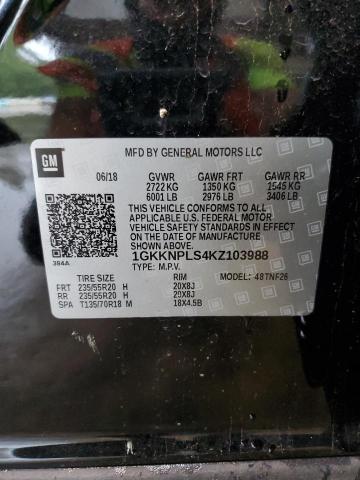 GM
MFD BY GENERAL MOTORS LLC
06/18 GVWR GAWR FRT GAWR RR
2722 KG 1350 KG 1545 KG
6001 LB 2976 LB 3406 LB
THIS VEHICLE CONFORMS TO ALL
APPLICABLE U.S. FEDERAL MOTOR
VEHICLE SAFETY STANDARDS IN
EFFECT ON THE DATE OF
MANUFACTURE SHOWN ABOVE.
1GKKNPLS4KZ103988
394A TYPE: M.P.V. MODEL: 48TNF26
TIRE SIZE RIM
FRT 235/55R20 H 20X8J
RR 235/55R20 H 20X8J
SPA T135/70R18 M 18X4.5B